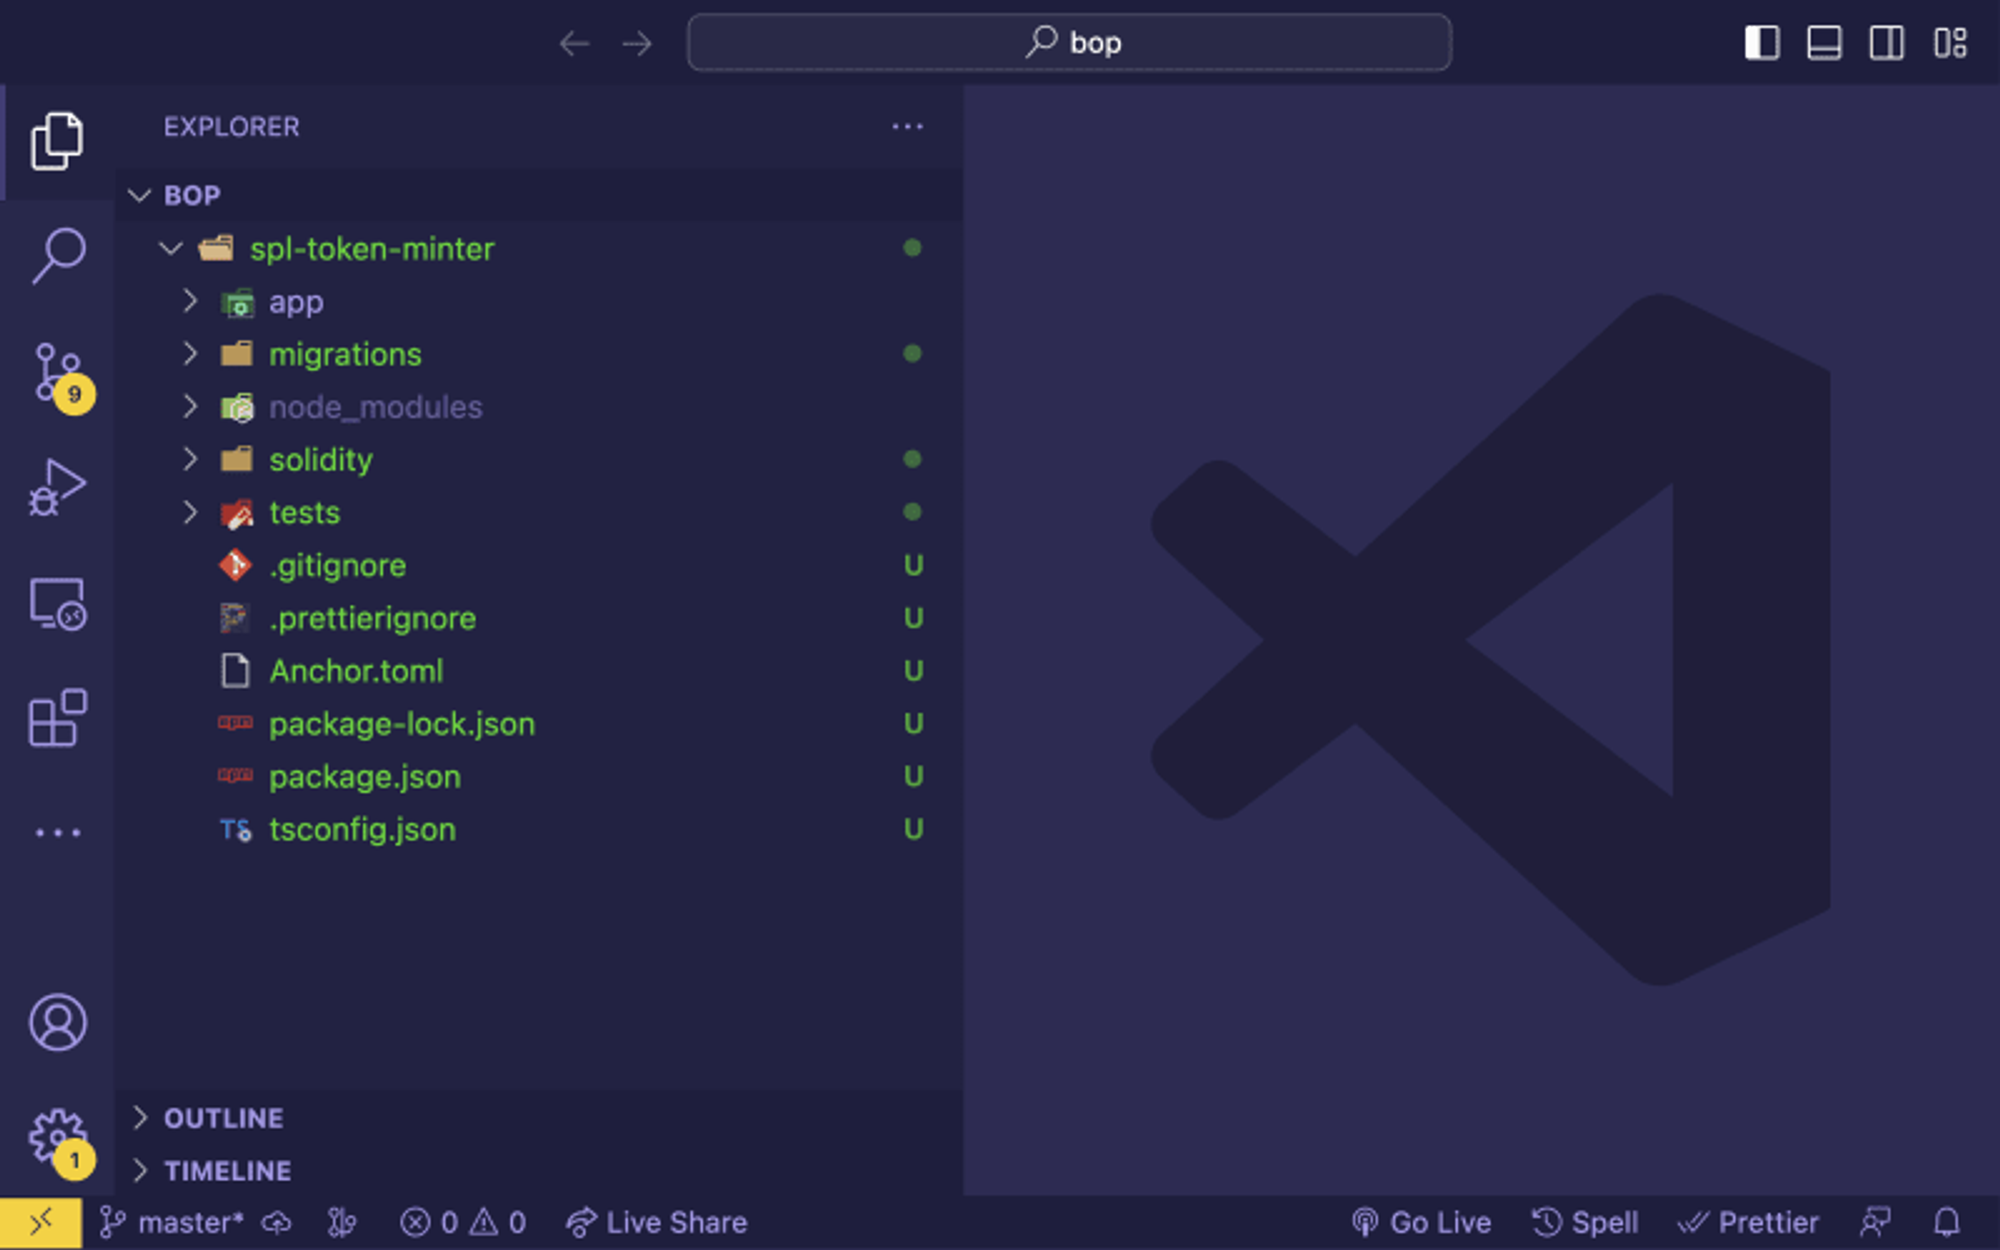 bop
EXPLORER
BOP
spl-token-minter
app
migrations
node_modules
solidity
tests
.gitignore U
.prettierignore U
Anchor.toml U
package-lock.json U
package.json U
tsconfig.json U
9
1
OUTLINE
TIMELINE
master* 0 0 Live Share Go Live Spell Prettier